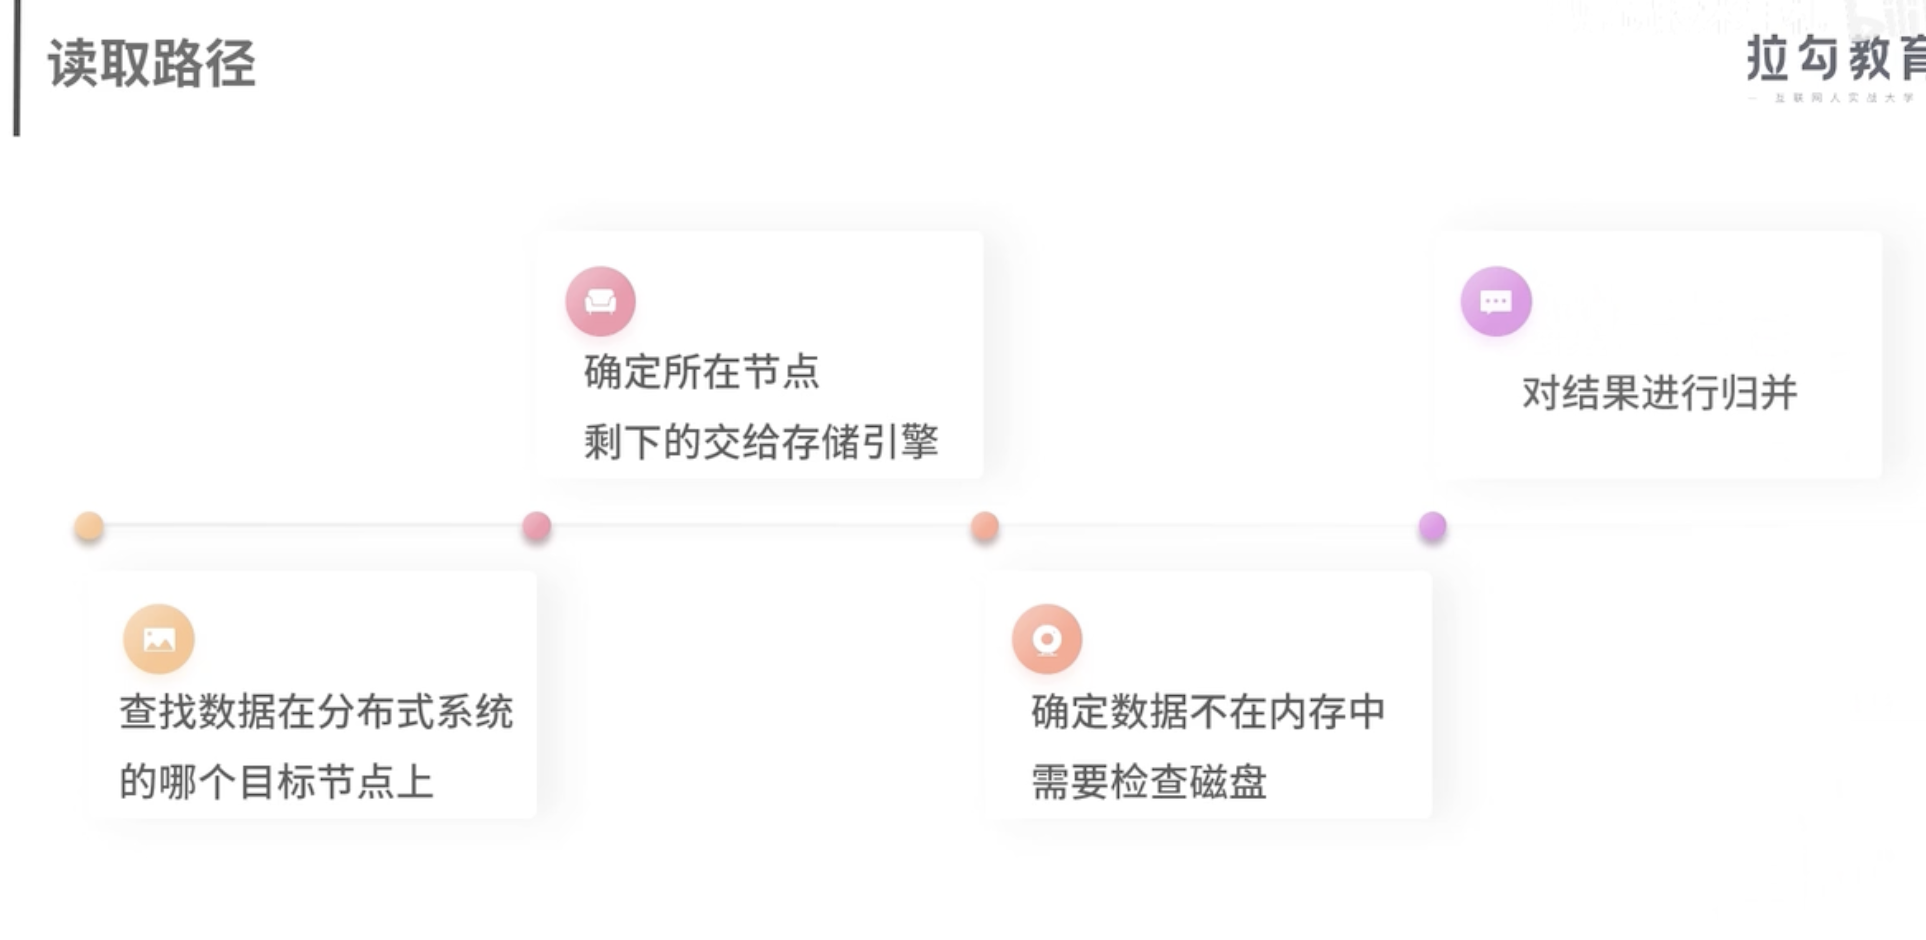 读取路径
拉勾教育
互联网人实战大学
确定所在节点
剩下的交给存储引擎
对结果进行归并
查找数据在分布式系统
的哪个目标节点上
确定数据不在内存中
需要检查磁盘